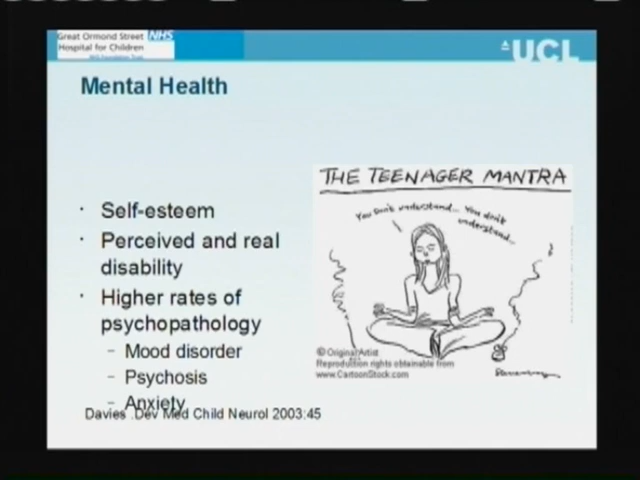 Great Ormond Street NHS
Hospital for Children
UCL
Mental Health
THE TEENAGER MANTRA
You don't understand... You don't
understand...
· Self-esteem
· Perceived and real
disability
· Higher rates of
psychopathology
– Mood disorder
– Psychosis
– Anxiety
Davies .Dev Med Child Neurol 2003:45
© Original Artist
Reproduction rights obtainable from
www.CartoonStock.com